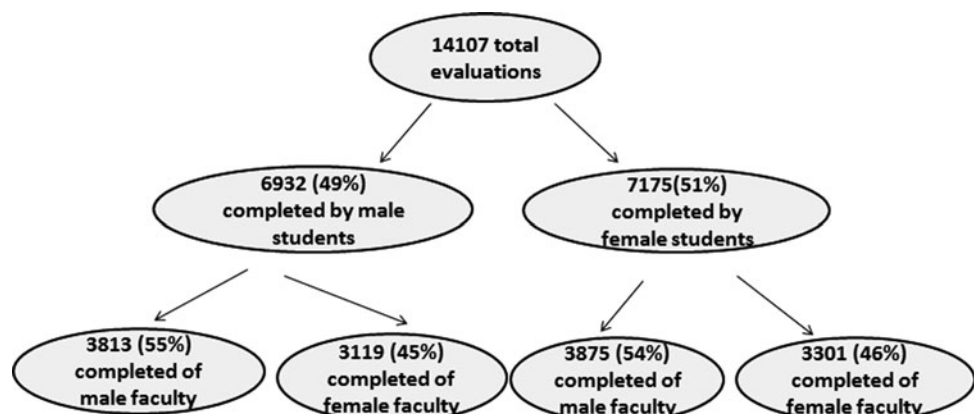 14107 total
evaluations
6932 (49%)
completed by male
students
7175(51%)
completed by
female students
3813 (55%)
completed of
male faculty
3119 (45%)
completed of
female faculty
3875 (54%)
completed of
male faculty
3301 (46%)
completed of
female faculty